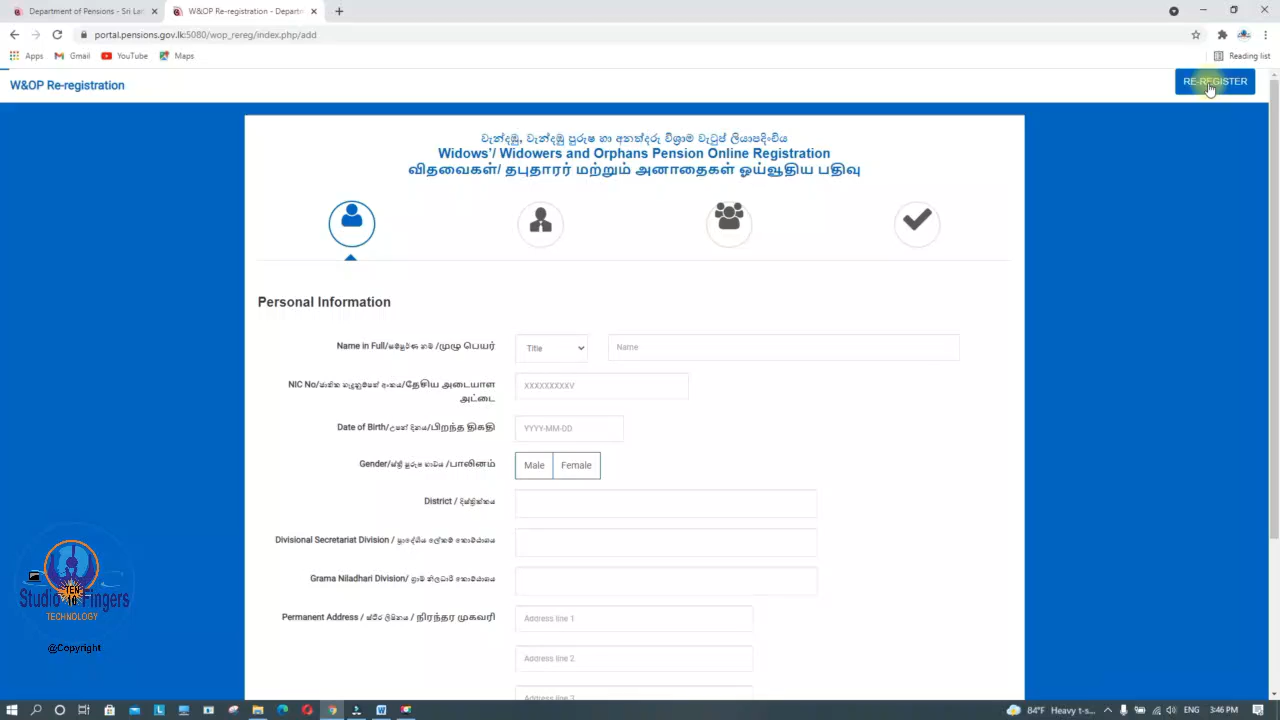 Department of Pensions - Sri La
W&OP Re-registration - Departm
portal.pensions.gov.lk:5080/wop_rereg/index.php/add
Apps
Gmail
YouTube
Maps
Reading list
W&OP Re-registration
RE-REGISTER
වැන්දඹු, වැන්දඹු පුරුෂ හා අනත්දරු විශ්‍රාම වැටුප් ලියාපදිංචිය
Widows'/ Widowers and Orphans Pension Online Registration
விதவைகள்/ தபுதாரர் மற்றும் அனாதைகள் ஓய்வூதிய பதிவு
Personal Information
Name in Full/සම්පූර්ණ නම /முழு பெயர்
Title
Name
NIC No/ජාතික හැඳුනුම්පත් අංකය/தேசிய அடையாள
அட்டை
XXXXXXXXXV
Date of Birth/උපන් දිනය/பிறந்த திகதி
YYYY-MM-DD
Gender/ස්ත්‍රී පුරුෂ භාවය /பாலினம்
Male
Female
District / දිස්ත්‍රික්කය
Divisional Secretariat Division / ප්‍රාදේශීය ලේකම් කොට්ඨාශය
Grama Niladhari Division/ ග්‍රාම නිලධාරී කොට්ඨාශය
Permanent Address / ස්ථිර ලිපිනය / நிரந்தர முகவரி
Address line 1
Address line 2
Address line 3
Studio 10 Fingers
TECHNOLOGY
@Copyright
84°F Heavy t-s...
ENG
3:46 PM